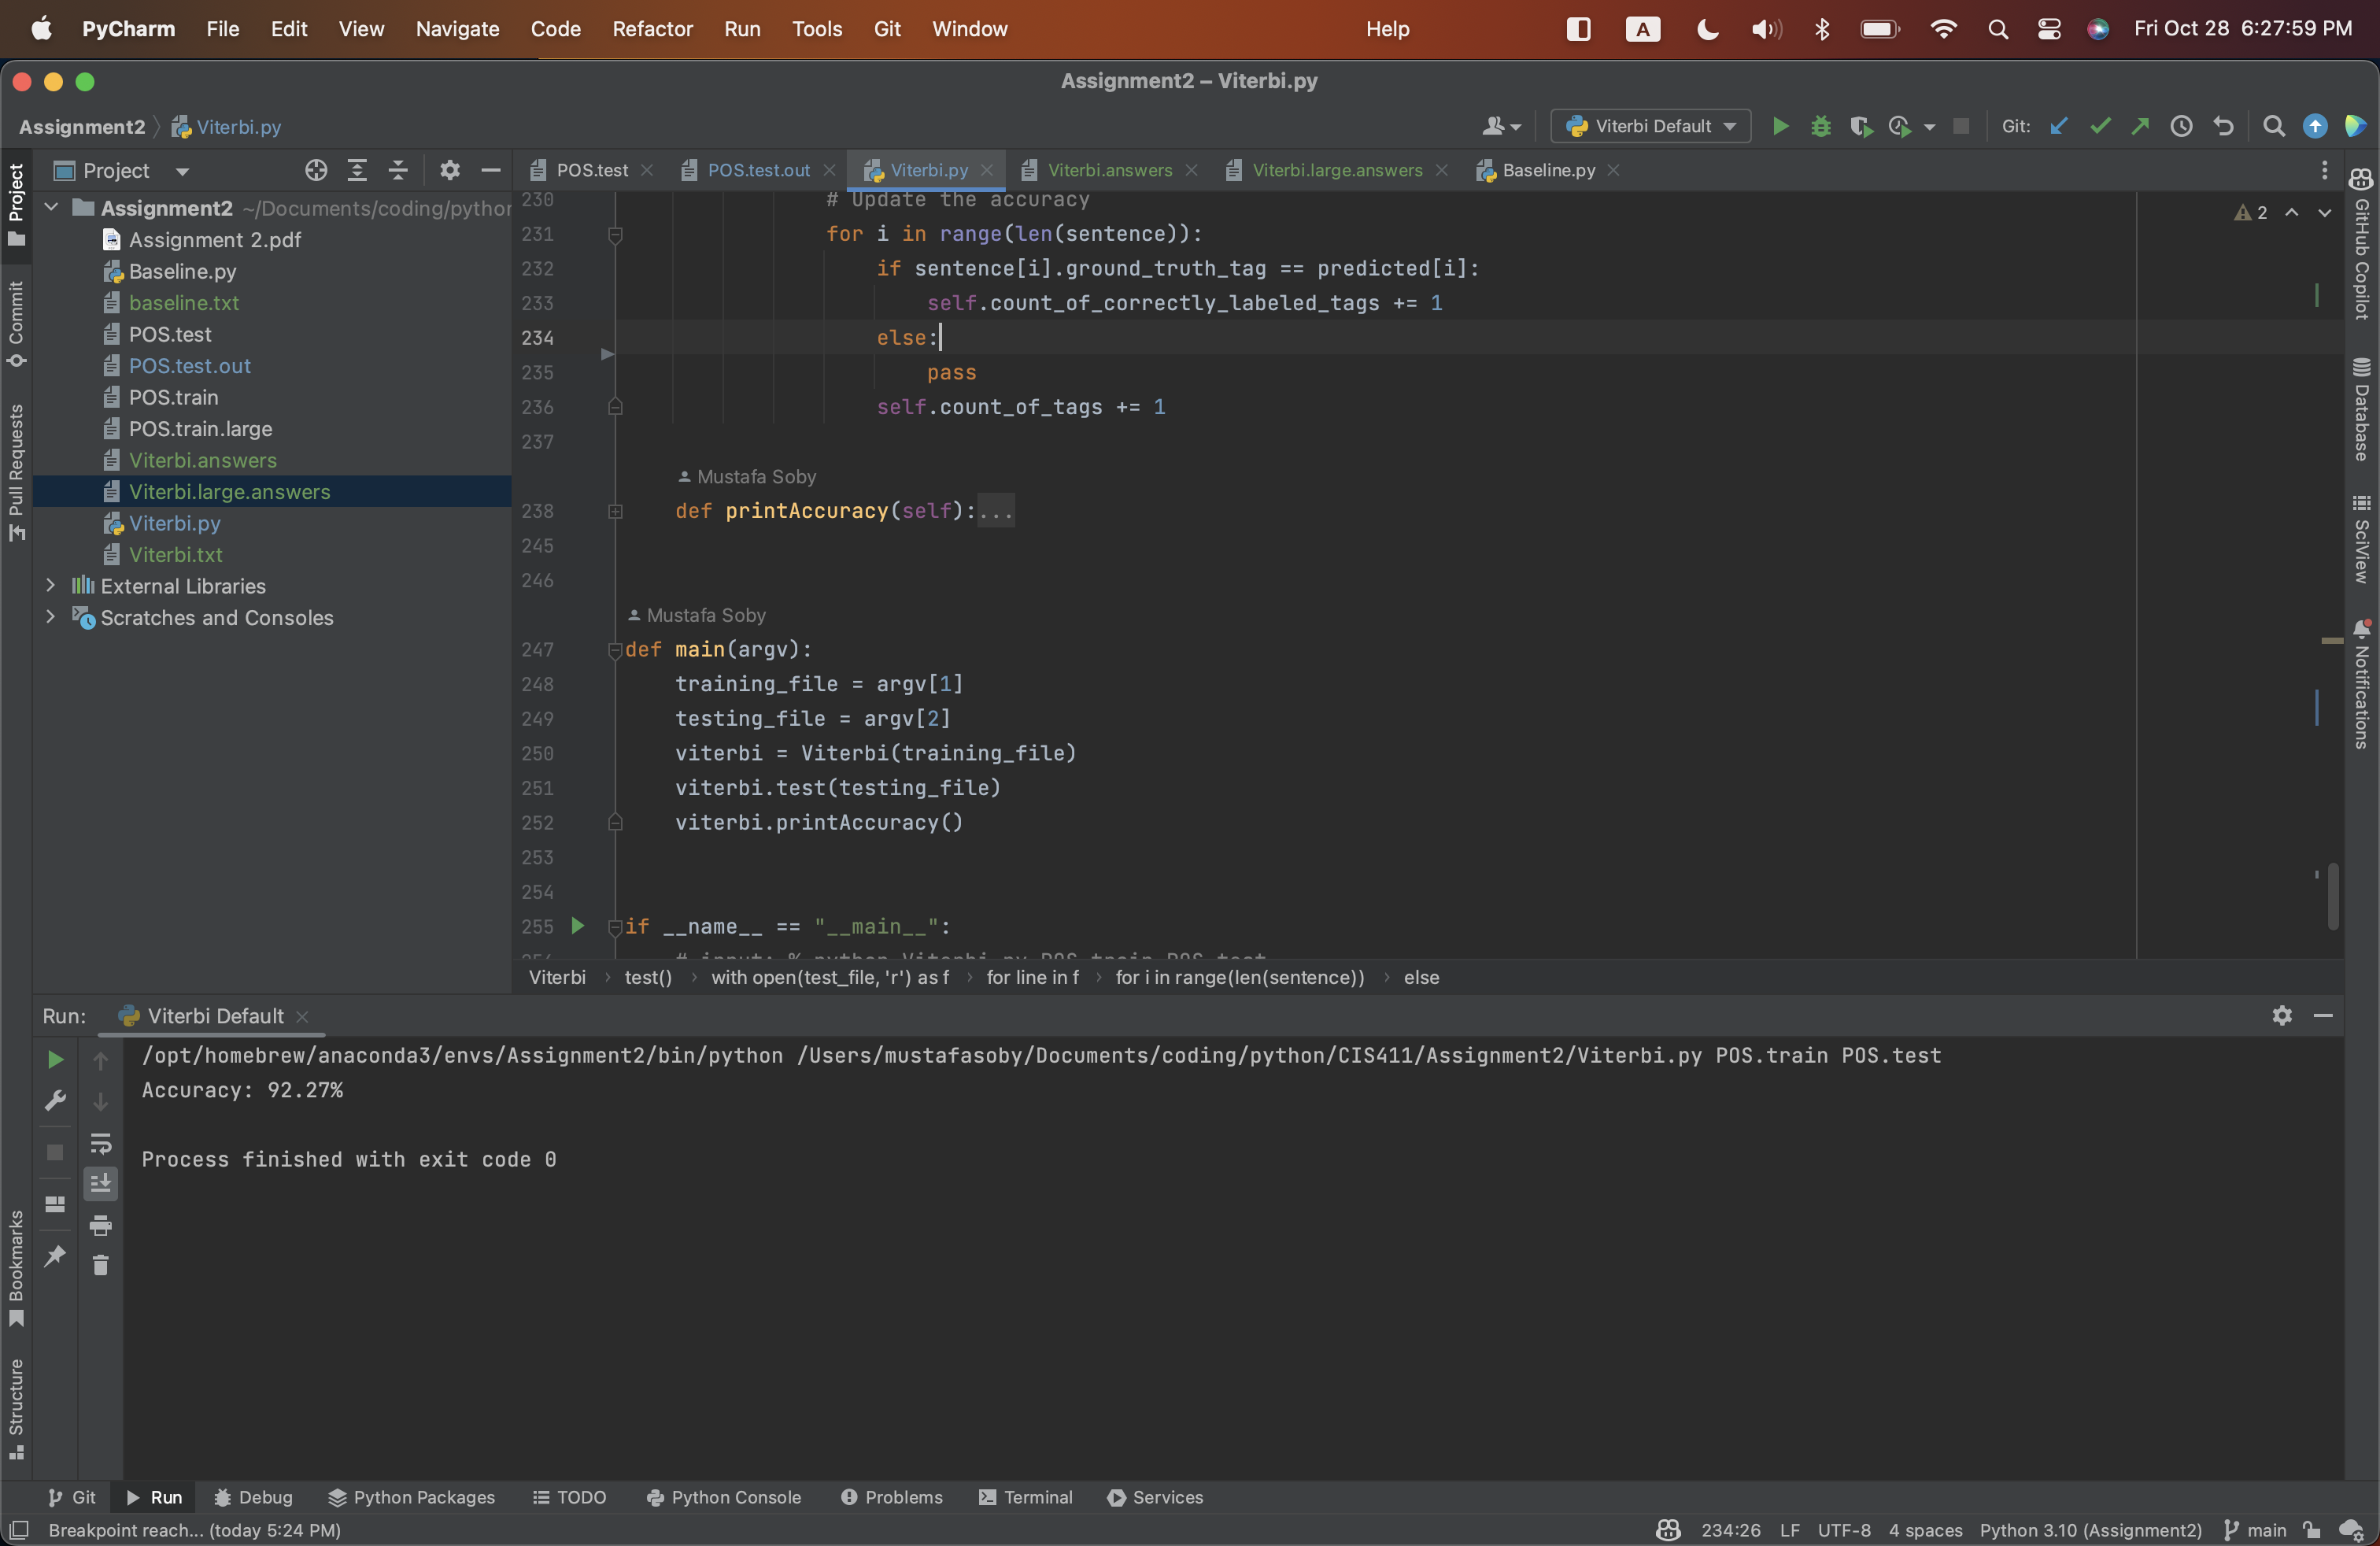 PyCharm File Edit View Navigate Code Refactor Run Tools Git Window Help A Fri Oct 28 6:27:59 PM
Assignment2 – Viterbi.py
Assignment2 Viterbi.py Viterbi Default Git:
Project
POS.test POS.test.out Viterbi.py Viterbi.answers Viterbi.large.answers Baseline.py
Project
Commit
Pull Requests
Bookmarks
Structure
Assignment2 ~/Documents/coding/python
Assignment 2.pdf
Baseline.py
baseline.txt
POS.test
POS.test.out
POS.train
POS.train.large
Viterbi.answers
Viterbi.large.answers
Viterbi.py
Viterbi.txt
External Libraries
Scratches and Consoles
2
230 # Update the accuracy
231 for i in range(len(sentence)):
232 if sentence[i].ground_truth_tag == predicted[i]:
233 self.count_of_correctly_labeled_tags += 1
234 else:
235 pass
236 self.count_of_tags += 1
237
Mustafa Soby
238 def printAccuracy(self):...
245
246
Mustafa Soby
247 def main(argv):
248 training_file = argv[1]
249 testing_file = argv[2]
250 viterbi = Viterbi(training_file)
251 viterbi.test(testing_file)
252 viterbi.printAccuracy()
253
254
255 if __name__ == "__main__":
256 # input: % python Viterbi.py POS.train POS.test
Viterbi test() with open(test_file, 'r') as f for line in f for i in range(len(sentence)) else
GitHub Copilot
Database
SciView
Notifications
Run: Viterbi Default
/opt/homebrew/anaconda3/envs/Assignment2/bin/python /Users/mustafasoby/Documents/coding/python/CIS411/Assignment2/Viterbi.py POS.train POS.test
Accuracy: 92.27%
Process finished with exit code 0
Git Run Debug Python Packages TODO Python Console Problems Terminal Services
Breakpoint reach... (today 5:24 PM) 234:26 LF UTF-8 4 spaces Python 3.10 (Assignment2) main